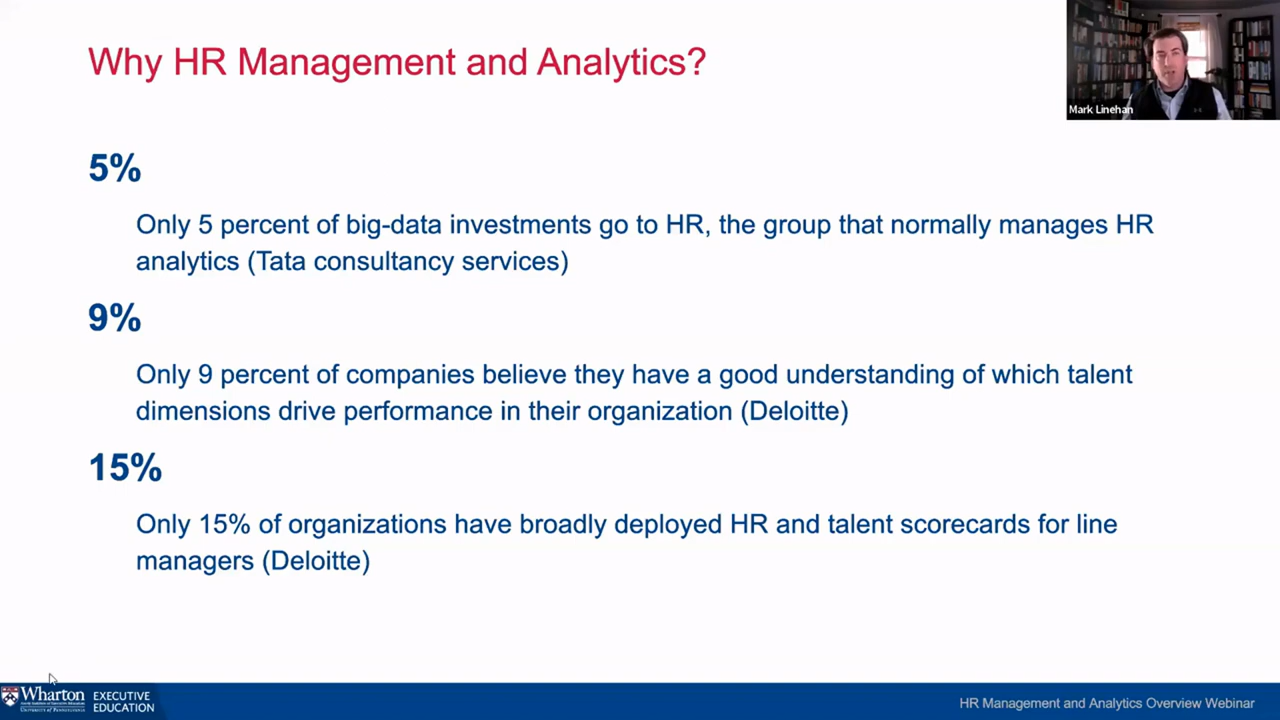 Why HR Management and Analytics?
Mark Linehan
5%
Only 5 percent of big-data investments go to HR, the group that normally manages HR
analytics (Tata consultancy services)
9%
Only 9 percent of companies believe they have a good understanding of which talent
dimensions drive performance in their organization (Deloitte)
15%
Only 15% of organizations have broadly deployed HR and talent scorecards for line
managers (Deloitte)
Wharton
UNIVERSITY of PENNSYLVANIA
EXECUTIVE
EDUCATION
HR Management and Analytics Overview Webinar